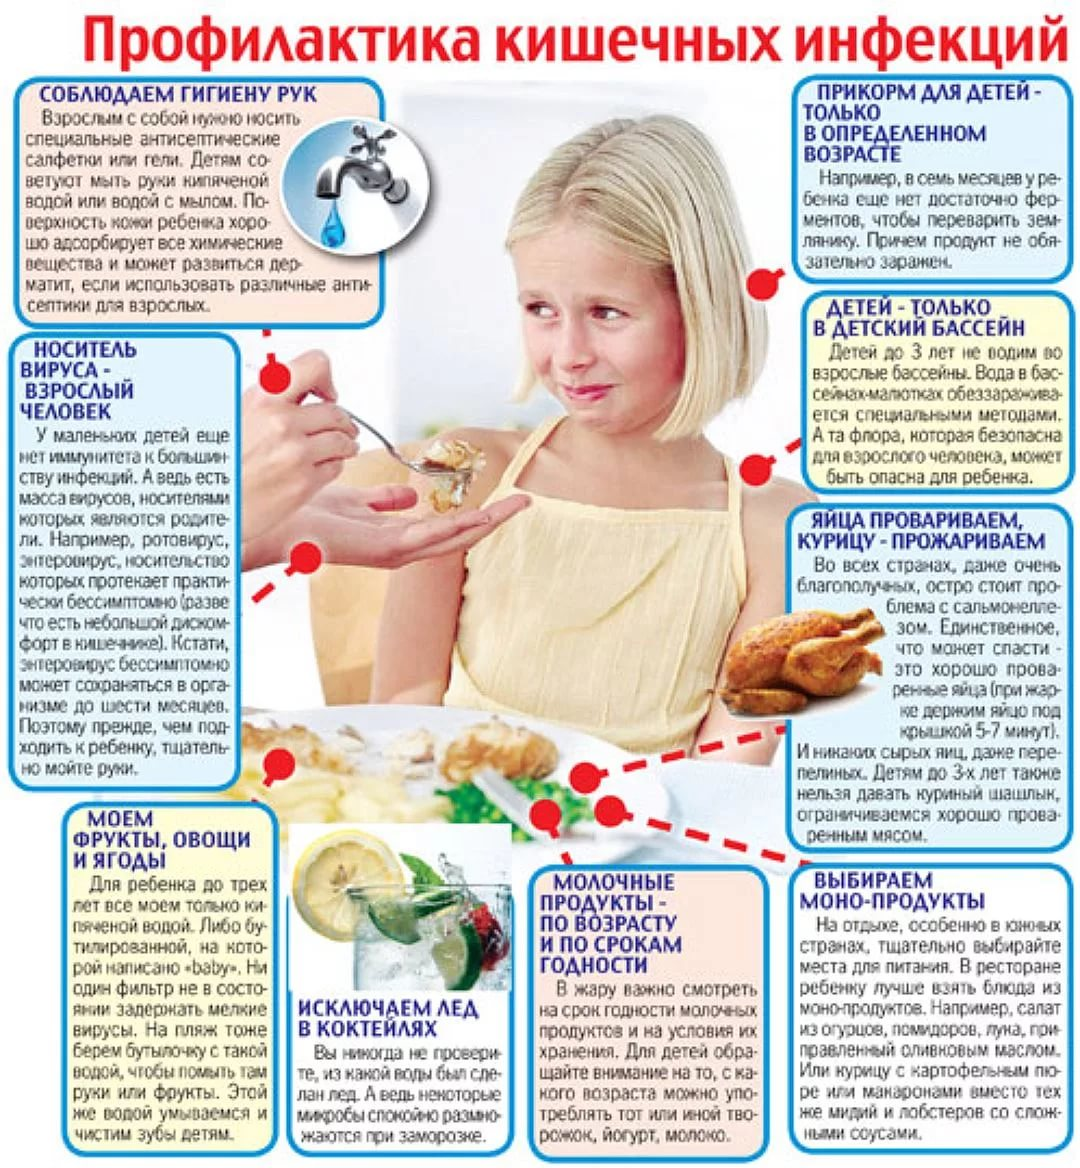 Профилактика кишечных инфекций
СОБЛЮДАЕМ ГИГИЕНУ РУК
Взрослым с собой нужно носить
специальные антисептические
салфетки или гели. Детям со-
ветуют мыть руки кипяченой
водой или водой с мылом. По-
верхность кожи ребенка хоро-
шо адсорбирует все химические
вещества и может развиться дер-
матит, если использовать различные анти-
септики для взрослых.
НОСИТЕЛЬ
ВИРУСА -
ВЗРОСЛЫЙ
ЧЕЛОВЕК
У маленьких детей еще
нет иммунитета к большин-
ству инфекций. А ведь есть
масса вирусов, носителями
которых являются родите-
ли. Например, ротовирус,
энтеровирус, носительство
которых протекает практи-
чески бессимптомно (разве
что есть небольшой диском-
форт в кишечнике). Кстати,
энтеровирус бессимптомно
может сохраняться в орга-
низме до шести месяцев.
Поэтому прежде, чем под-
ходить к ребенку, тщатель-
но мойте руки.
МОЕМ
ФРУКТЫ, ОВОЩИ
И ЯГОДЫ
Для ребенка до трех
лет все моем только ки-
пяченой водой. Либо бу-
тилированной, на кото-
рой написано «baby». Ни
один фильтр не в состо-
янии задержать мелкие
вирусы. На пляж тоже
берем бутылочку с такой
водой, чтобы помыть там
руки или фрукты. Этой
же водой умываемся и
чистим зубы детям.
ИСКЛЮЧАЕМ ЛЕД
В КОКТЕЙЛЯХ
Вы никогда не провери-
те, из какой воды был сде-
лан лед. А ведь некоторые
микробы спокойно размно-
жаются при заморозке.
МОЛОЧНЫЕ
ПРОДУКТЫ -
ПО ВОЗРАСТУ
И ПО СРОКАМ
ГОДНОСТИ
В жару важно смотреть
на срок годности молочных
продуктов и на условия их
хранения. Для детей обра-
щайте внимание на то, с ка-
кого возраста можно упо-
треблять тот или иной тво-
рожок, йогурт, молоко.
ПРИКОРМ ДЛЯ ДЕТЕЙ -
ТОЛЬКО
В ОПРЕДЕЛЕННОМ
ВОЗРАСТЕ
Например, в семь месяцев у ре-
бенка еще нет достаточно фер-
ментов, чтобы переварить зем-
лянику. Причем продукт не обя-
зательно заражен.
ДЕТЕЙ - ТОЛЬКО
В ДЕТСКИЙ БАССЕЙН
Детей до 3 лет не водим во
взрослые бассейны. Вода в бас-
сейнах-малютках обеззаражива-
ется специальными методами.
А та флора, которая безопасна
для взрослого человека, может
быть опасна для ребенка.
ЯЙЦА ПРОВАРИВАЕМ,
КУРИЦУ - ПРОЖАРИВАЕМ
Во всех странах, даже очень
благополучных, остро стоит про-
блема с сальмонелле-
зом. Единственное,
что может спасти -
это хорошо прова-
ренные яйца (при жар-
ке держим яйцо под
крышкой 5-7 минут).
И никаких сырых яиц, даже пере-
пелиных. Детям до 3-х лет также
нельзя давать куриный шашлык,
ограничиваемся хорошо прова-
ренным мясом.
ВЫБИРАЕМ
МОНО-ПРОДУКТЫ
На отдыхе, особенно в южных
странах, тщательно выбирайте
места для питания. В ресторане
ребенку лучше взять блюда из
моно-продуктов. Например, салат
из огурцов, помидоров, лука, при-
правленный оливковым маслом.
Или курицу с картофельным пю-
ре или макаронами вместо тех
же мидий и лобстеров со слож-
ными соусами.